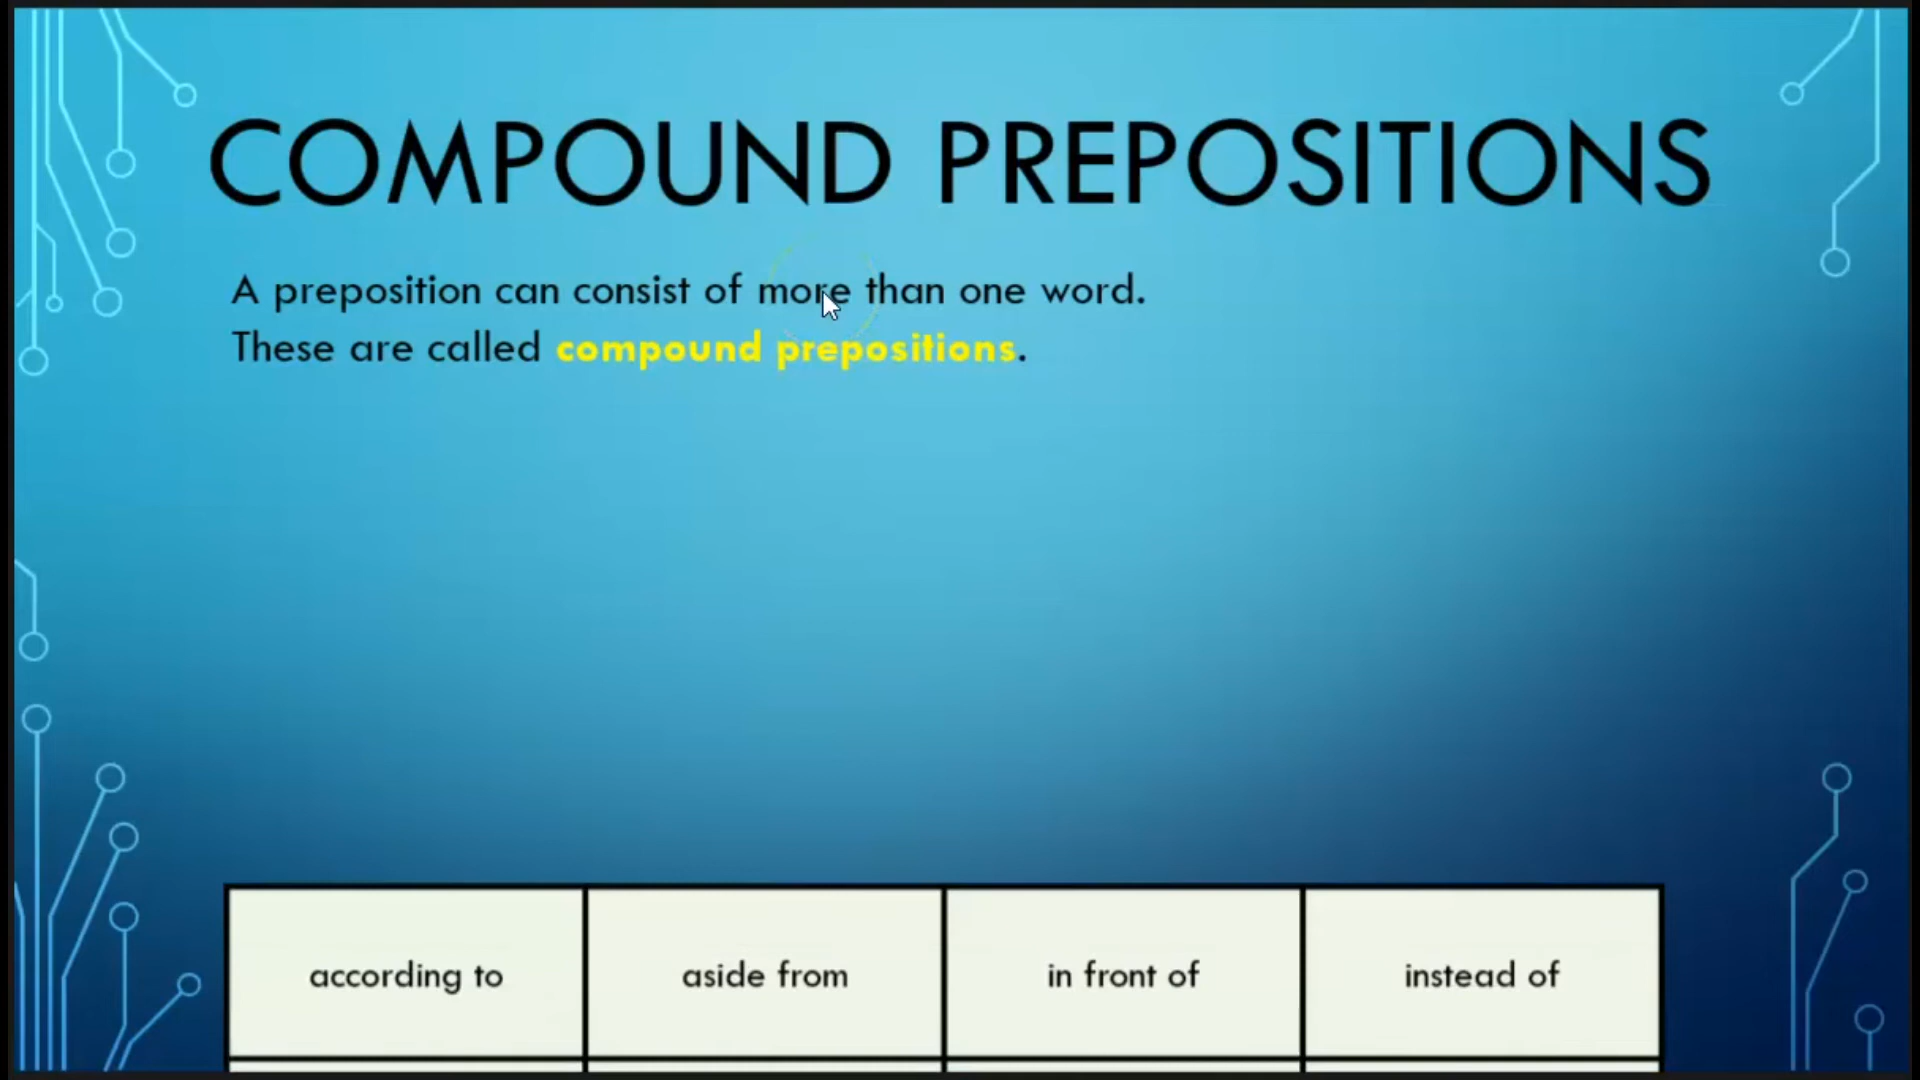 COMPOUND PREPOSITIONS
A preposition can consist of more than one word.
These are called compound prepositions.
according to
aside from
in front of
instead of